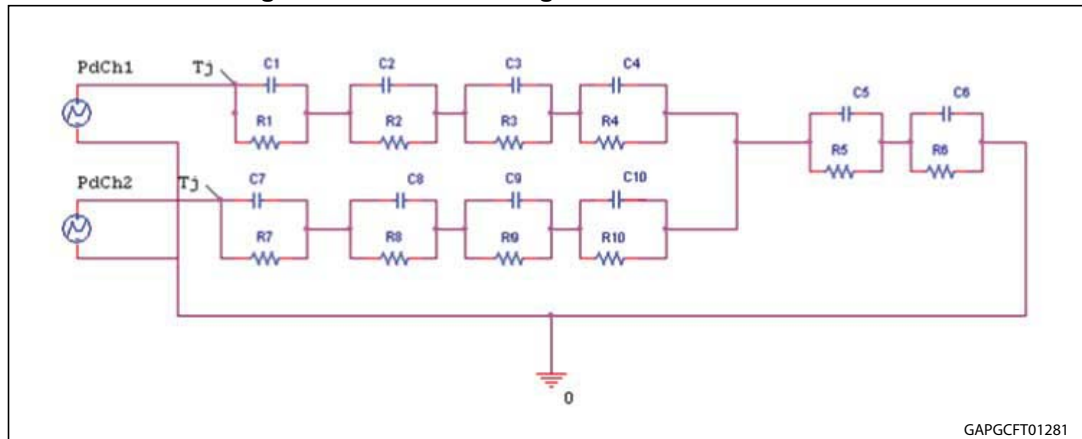 PdCh1
Tj
C1
C2
C3
C4
R1
R2
R3
R4
C5
C6
R5
R6
PdCh2
Tj
C7
C8
C9
C10
R7
R8
R9
R10
0
GAPGCFT01281